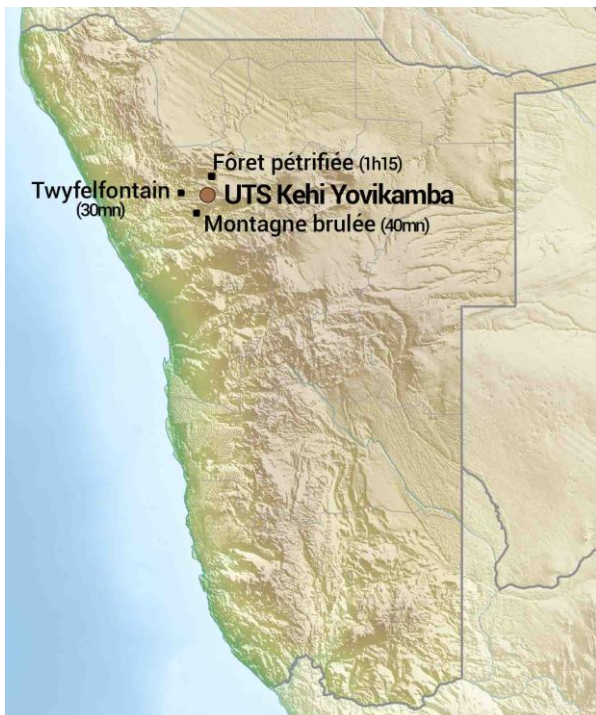 Fôret pétrifiée (1h15)
Twyfelfontain
(30mn)
UTS Kehi Yovikamba
Montagne brulée (40mn)